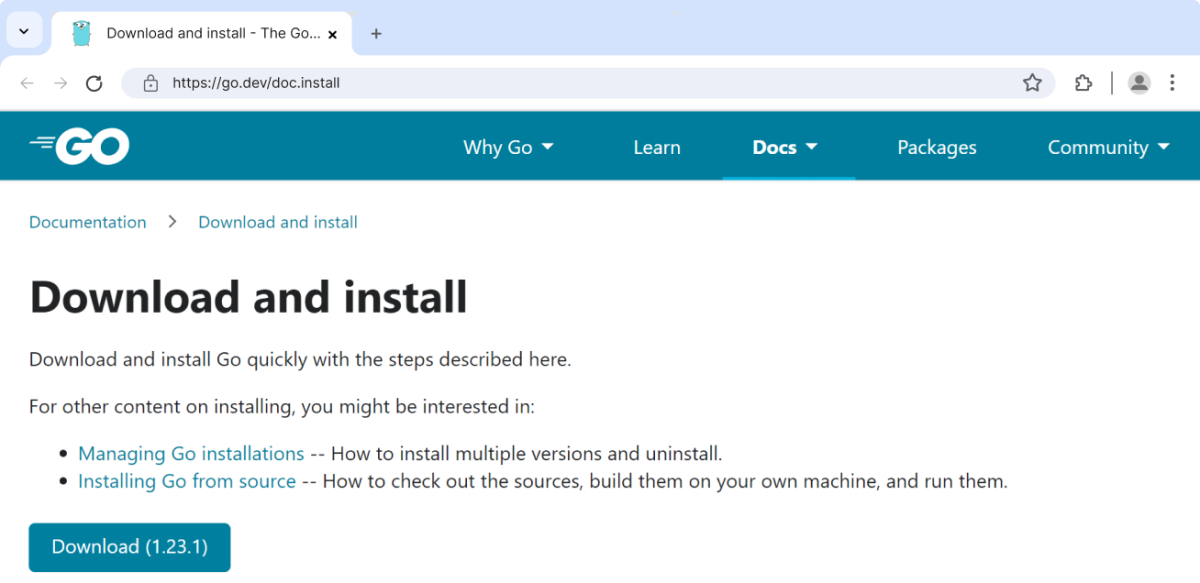 Download and install - The Go...
https://go.dev/doc.install
GO Why Go Learn Docs Packages Community
Documentation > Download and install
Download and install
Download and install Go quickly with the steps described here.
For other content on installing, you might be interested in:
• Managing Go installations -- How to install multiple versions and uninstall.
• Installing Go from source -- How to check out the sources, build them on your own machine, and run them.
Download (1.23.1)